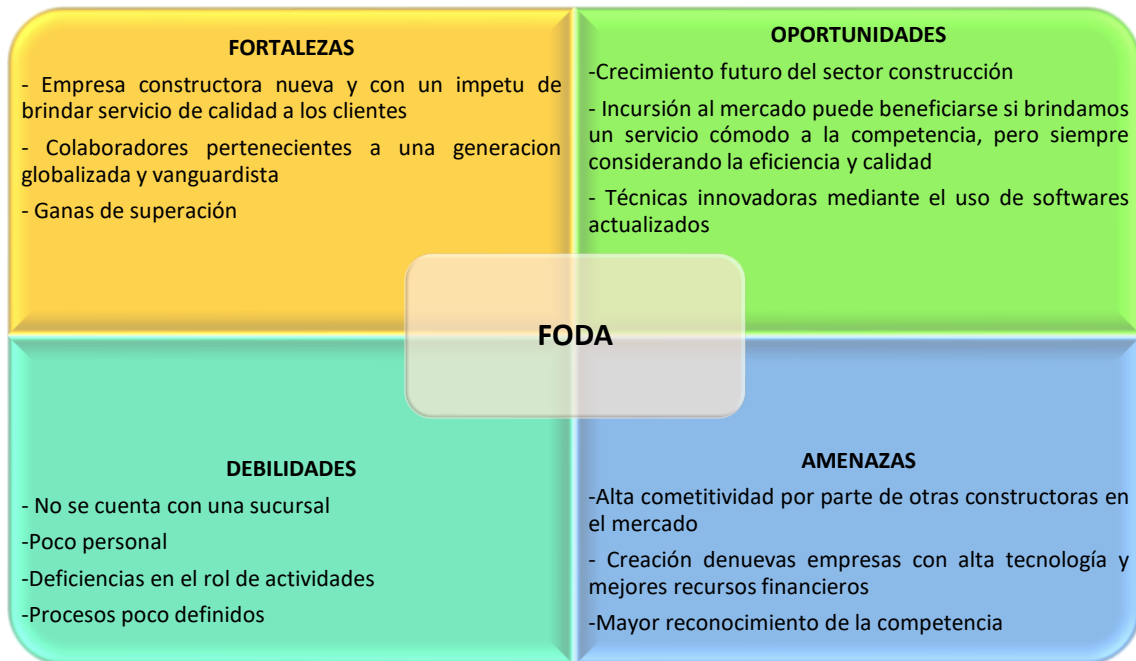 FORTALEZAS
- Empresa constructora nueva y con un impetu de
brindar servicio de calidad a los clientes
- Colaboradores pertenecientes a una generacion
globalizada y vanguardista
- Ganas de superación
OPORTUNIDADES
-Crecimiento futuro del sector construcción
- Incursión al mercado puede beneficiarse si brindamos
un servicio cómodo a la competencia, pero siempre
considerando la eficiencia y calidad
- Técnicas innovadoras mediante el uso de softwares
actualizados
FODA
DEBILIDADES
- No se cuenta con una sucursal
-Poco personal
-Deficiencias en el rol de actividades
-Procesos poco definidos
AMENAZAS
-Alta cometitividad por parte de otras constructoras en
el mercado
- Creación denuevas empresas con alta tecnología y
mejores recursos financieros
-Mayor reconocimiento de la competencia